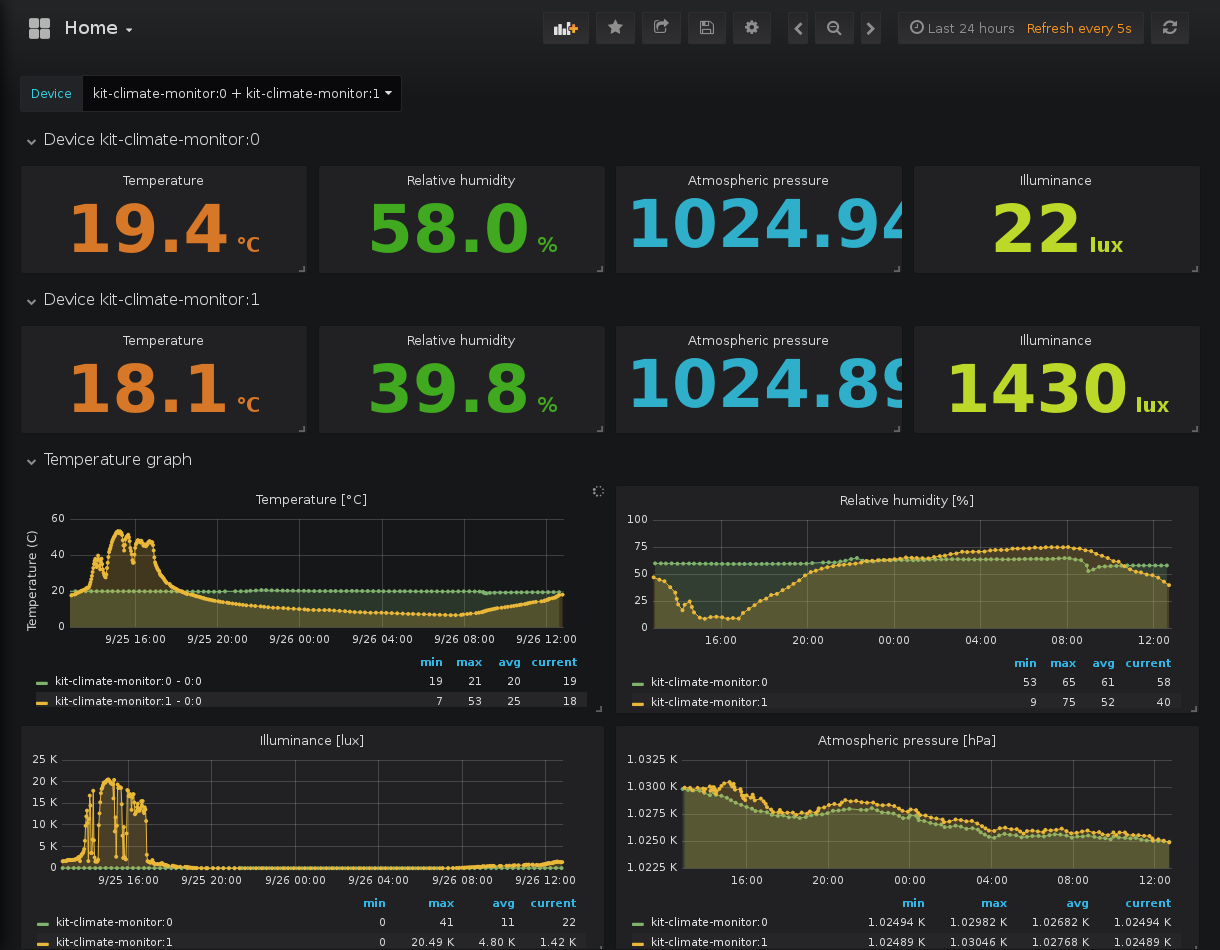 Home
Last 24 hours Refresh every 5s
Device kit-climate-monitor:0 + kit-climate-monitor:1
Device kit-climate-monitor:0
Temperature Relative humidity Atmospheric pressure Illuminance
19.4 °C 58.0 % 1024.94 22 lux
Device kit-climate-monitor:1
Temperature Relative humidity Atmospheric pressure Illuminance
18.1 °C 39.8 % 1024.89 1430 lux
Temperature graph
Temperature [°C]
Temperature (C)
60
40
20
0
9/25 16:00 9/25 20:00 9/26 00:00 9/26 04:00 9/26 08:00 9/26 12:00
min max avg current
kit-climate-monitor:0 - 0:0 19 21 20 19
kit-climate-monitor:1 - 0:0 7 53 25 18
Relative humidity [%]
100
75
50
25
0
16:00 20:00 00:00 04:00 08:00 12:00
min max avg current
kit-climate-monitor:0 53 65 61 58
kit-climate-monitor:1 9 75 52 40
Illuminance [lux]
25 K
20 K
15 K
10 K
5 K
0
9/25 16:00 9/25 20:00 9/26 00:00 9/26 04:00 9/26 08:00 9/26 12:00
min max avg current
kit-climate-monitor:0 0 41 11 22
kit-climate-monitor:1 0 20.49 K 4.80 K 1.42 K
Atmospheric pressure [hPa]
1.0325 K
1.0300 K
1.0275 K
1.0250 K
1.0225 K
16:00 20:00 00:00 04:00 08:00 12:00
min max avg current
kit-climate-monitor:0 1.02494 K 1.02982 K 1.02682 K 1.02494 K
kit-climate-monitor:1 1.02489 K 1.03046 K 1.02768 K 1.02489 K